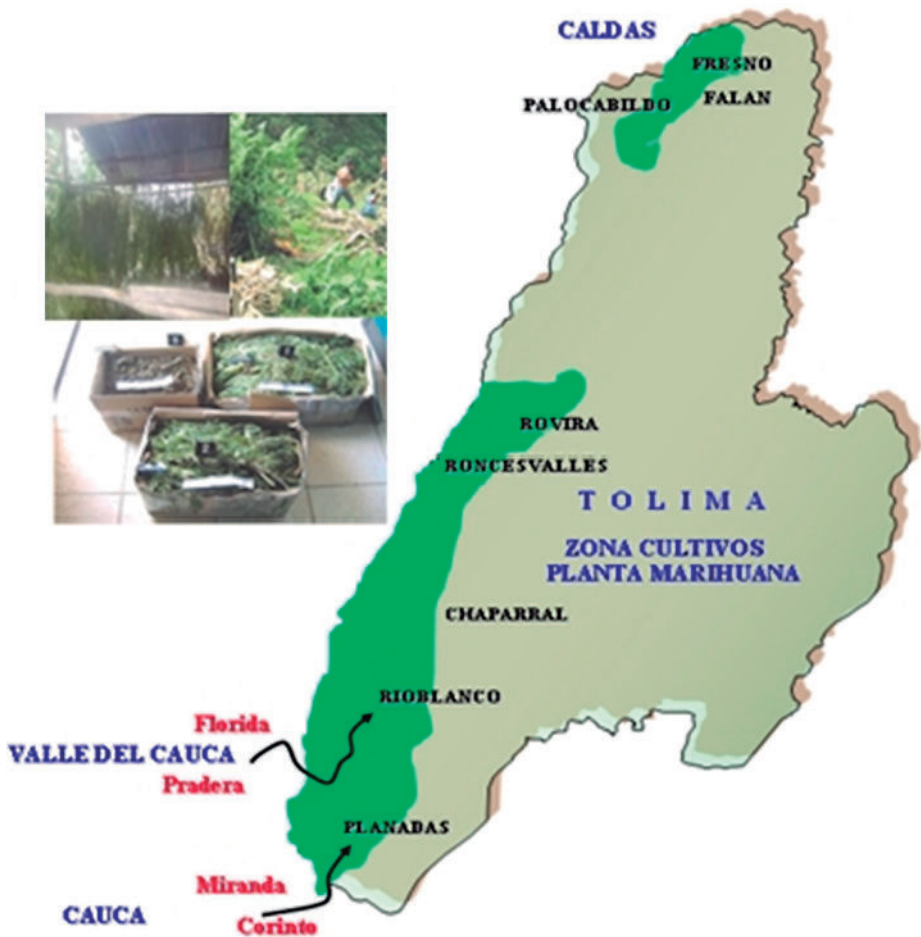 CALDAS
FRESNO
PALOCABILDO
FALAN
ROVIRA
RONCESVALLES
TOLIMA
ZONA CULTIVOS
PLANTA MARIHUANA
CHAPARRAL
RIOBLANCO
Florida
VALLE DEL CAUCA
Pradera
PLANADAS
Miranda
CAUCA
Corinto